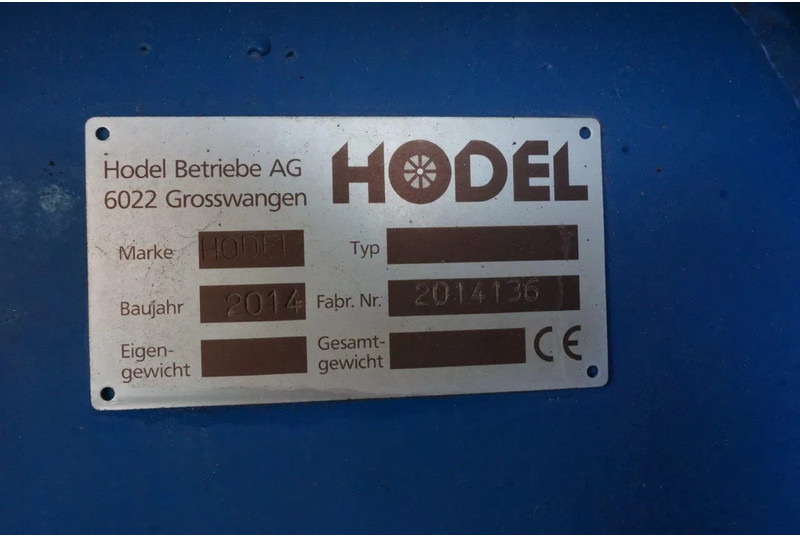 Hodel Betriebe AG
6022 Grosswangen
HODEL
Marke HODEL Typ
Baujahr 2014 Fabr. Nr. 2014136
Eigen-
gewicht
Gesamt-
gewicht
CE